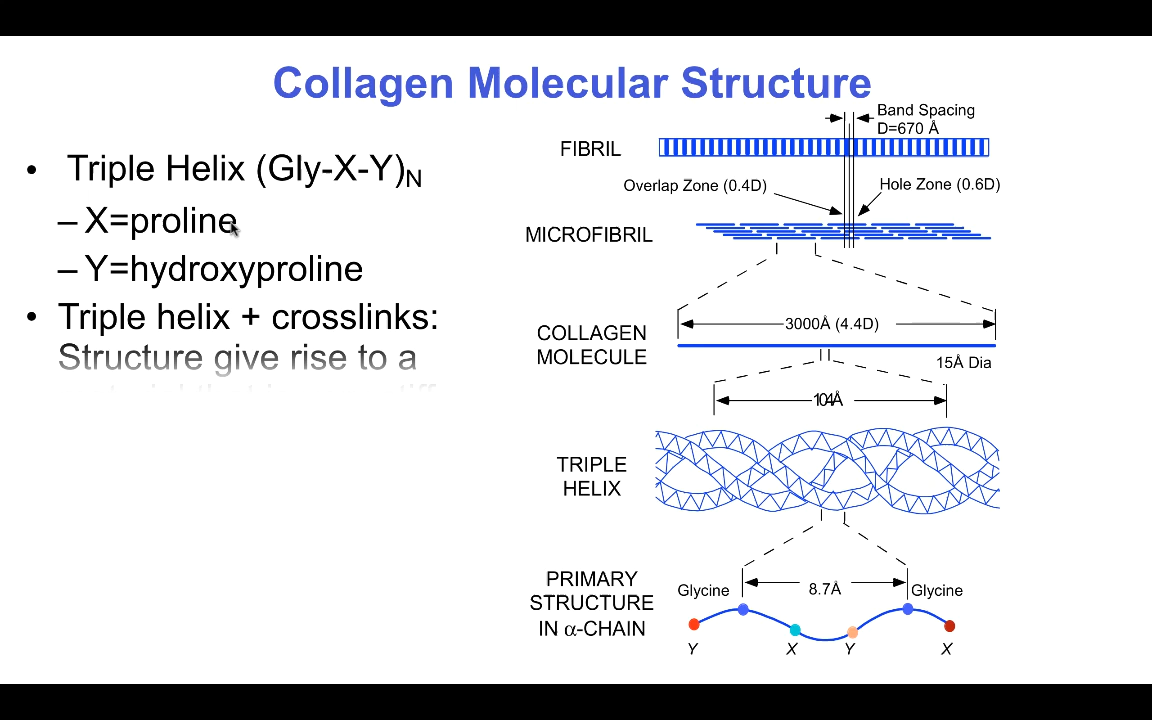 Collagen Molecular Structure
• Triple Helix (Gly-X-Y)N
– X=proline
– Y=hydroxyproline
• Triple helix + crosslinks:
Structure give rise to a
Band Spacing
D=670 Å
FIBRIL
Overlap Zone (0.4D)
Hole Zone (0.6D)
MICROFIBRIL
COLLAGEN
MOLECULE
3000Å (4.4D)
15Å Dia
104Å
TRIPLE
HELIX
PRIMARY
STRUCTURE
IN α-CHAIN
Glycine
8.7Å
Glycine
Y X Y X